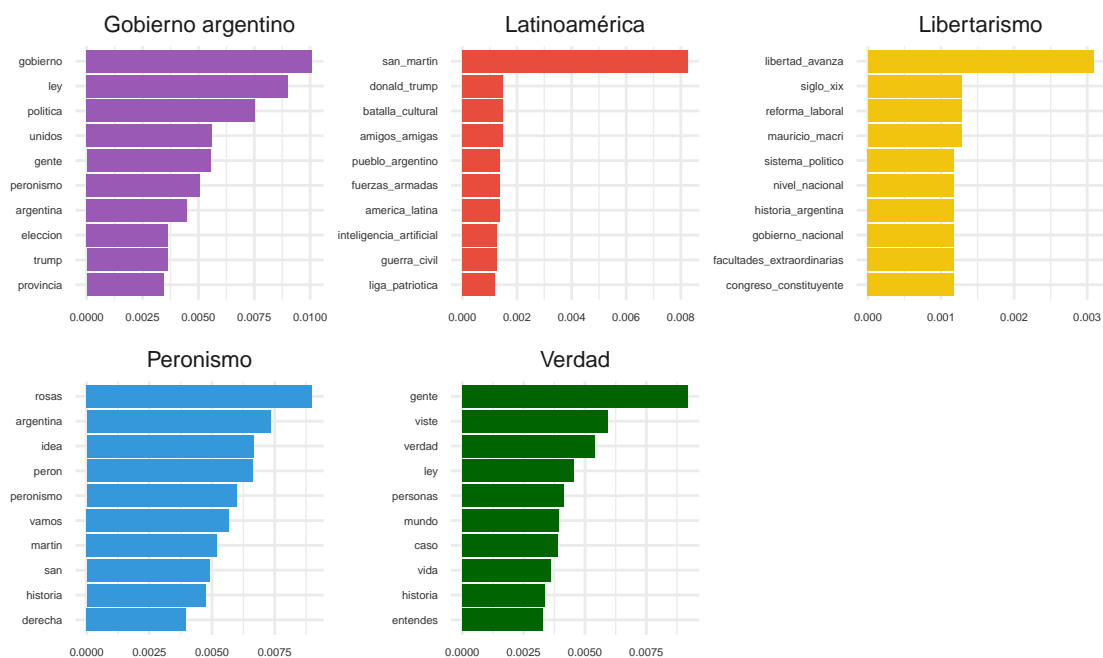 Gobierno argentino
gobierno
ley
politica
unidos
gente
peronismo
argentina
eleccion
trump
provincia
0.0000 0.0025 0.0050 0.0075 0.0100
Latinoamérica
san_martin
donald_trump
batalla_cultural
amigos_amigas
pueblo_argentino
fuerzas_armadas
america_latina
inteligencia_artificial
guerra_civil
liga_patriotica
0.000 0.002 0.004 0.006 0.008
Libertarismo
libertad_avanza
siglo_xix
reforma_laboral
mauricio_macri
sistema_politico
nivel_nacional
historia_argentina
gobierno_nacional
facultades_extraordinarias
congreso_constituyente
0.000 0.001 0.002 0.003
Peronismo
rosas
argentina
idea
peron
peronismo
vamos
martin
san
historia
derecha
0.0000 0.0025 0.0050 0.0075
Verdad
gente
viste
verdad
ley
personas
mundo
caso
vida
historia
entendes
0.0000 0.0025 0.0050 0.0075